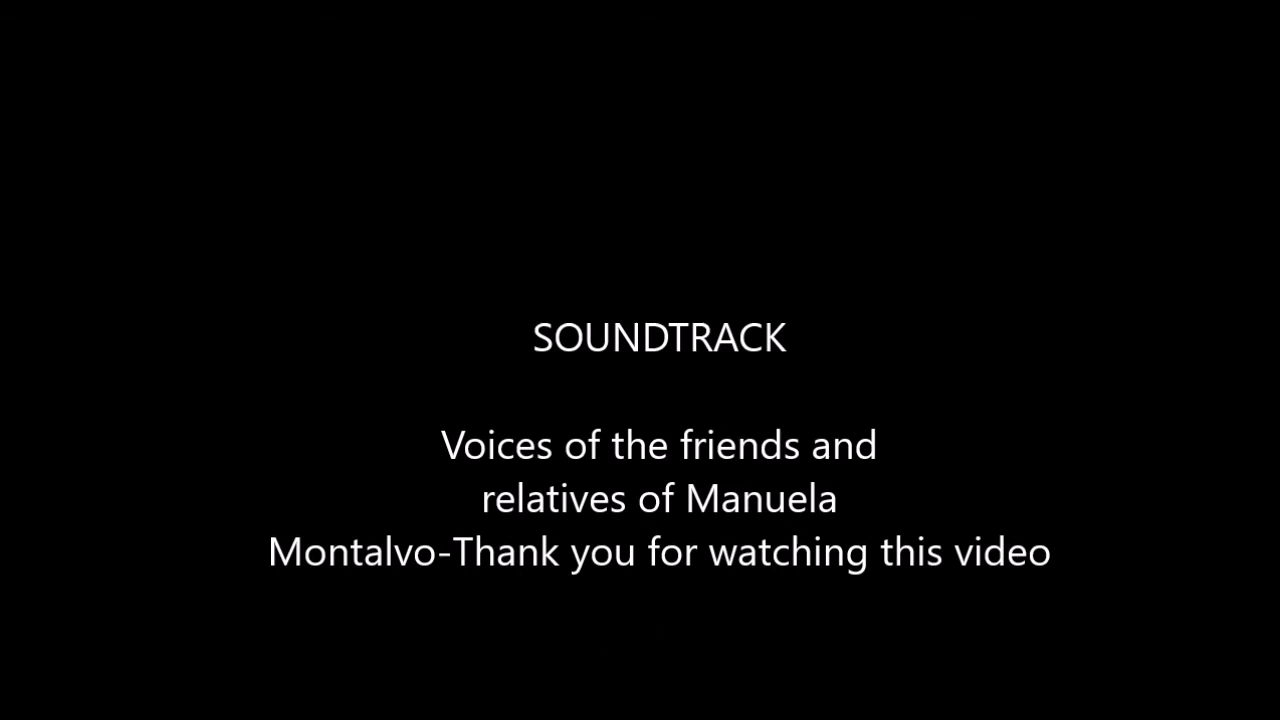 SOUNDTRACK
Voices of the friends and
relatives of Manuela
Montalvo-Thank you for watching this video